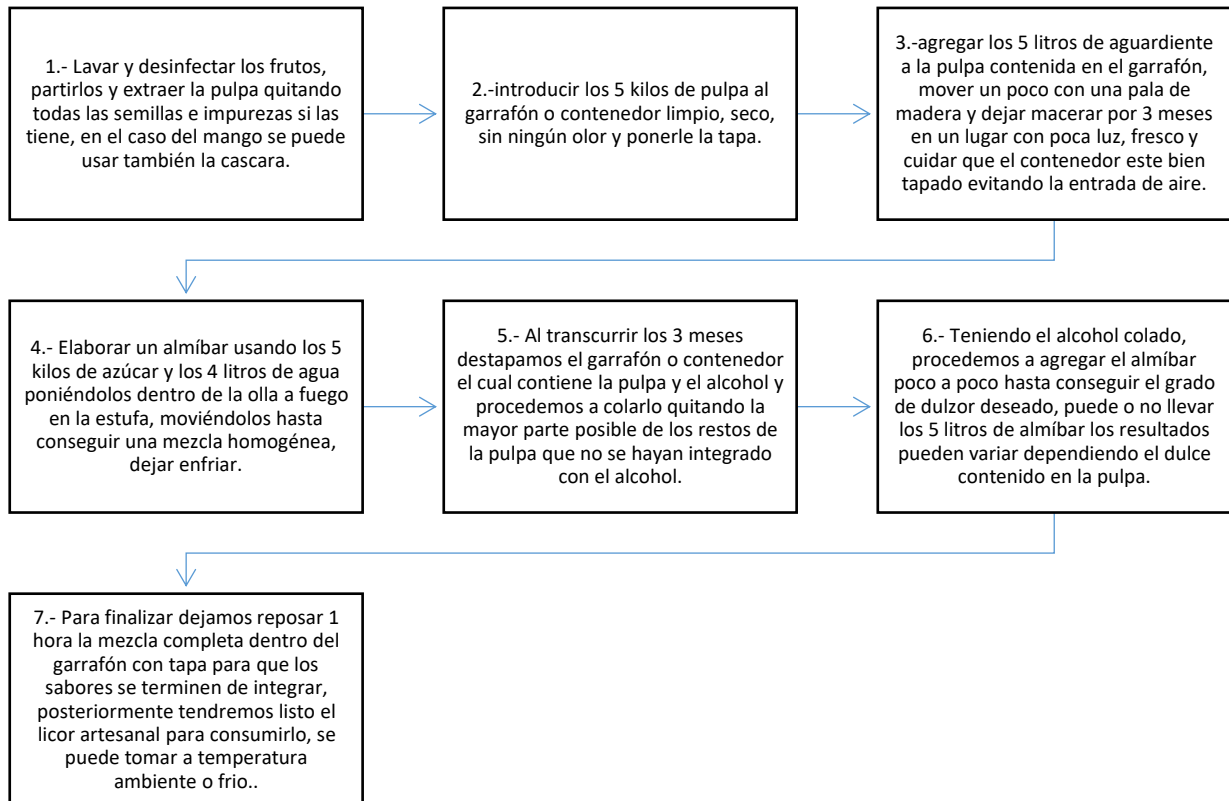 1.- Lavar y desinfectar los frutos,
partirlos y extraer la pulpa quitando
todas las semillas e impurezas si las
tiene, en el caso del mango se puede
usar también la cascara.
2.-introducir los 5 kilos de pulpa al
garrafón o contenedor limpio, seco,
sin ningún olor y ponerle la tapa.
3.-agregar los 5 litros de aguardiente
a la pulpa contenida en el garrafón,
mover un poco con una pala de
madera y dejar macerar por 3 meses
en un lugar con poca luz, fresco y
cuidar que el contenedor este bien
tapado evitando la entrada de aire.
4.- Elaborar un almíbar usando los 5
kilos de azúcar y los 4 litros de agua
poniéndolos dentro de la olla a fuego
en la estufa, moviéndolos hasta
conseguir una mezcla homogénea,
dejar enfriar.
5.- Al transcurrir los 3 meses
destapamos el garrafón o contenedor
el cual contiene la pulpa y el alcohol y
procedemos a colarlo quitando la
mayor parte posible de los restos de
la pulpa que no se hayan integrado
con el alcohol.
6.- Teniendo el alcohol colado,
procedemos a agregar el almíbar
poco a poco hasta conseguir el grado
de dulzor deseado, puede o no llevar
los 5 litros de almíbar los resultados
pueden variar dependiendo el dulce
contenido en la pulpa.
7.- Para finalizar dejamos reposar 1
hora la mezcla completa dentro del
garrafón con tapa para que los
sabores se terminen de integrar,
posteriormente tendremos listo el
licor artesanal para consumirlo, se
puede tomar a temperatura
ambiente o frio..